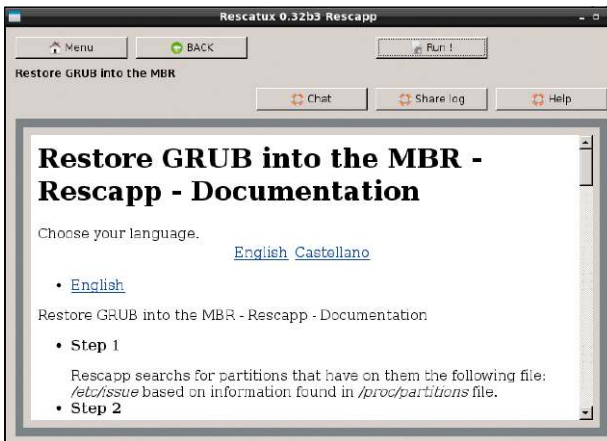 Rescatux 0.32b3 Rescapp
Menu
BACK
Run !
Restore GRUB into the MBR
Chat
Share log
Help
Restore GRUB into the MBR -
Rescapp - Documentation
Choose your language.
English Castellano
• English
Restore GRUB into the MBR - Rescapp - Documentation
• Step 1
Rescapp searchs for partitions that have on them the following file:
/etc/issue based on information found in /proc/partitions file.
• Step 2